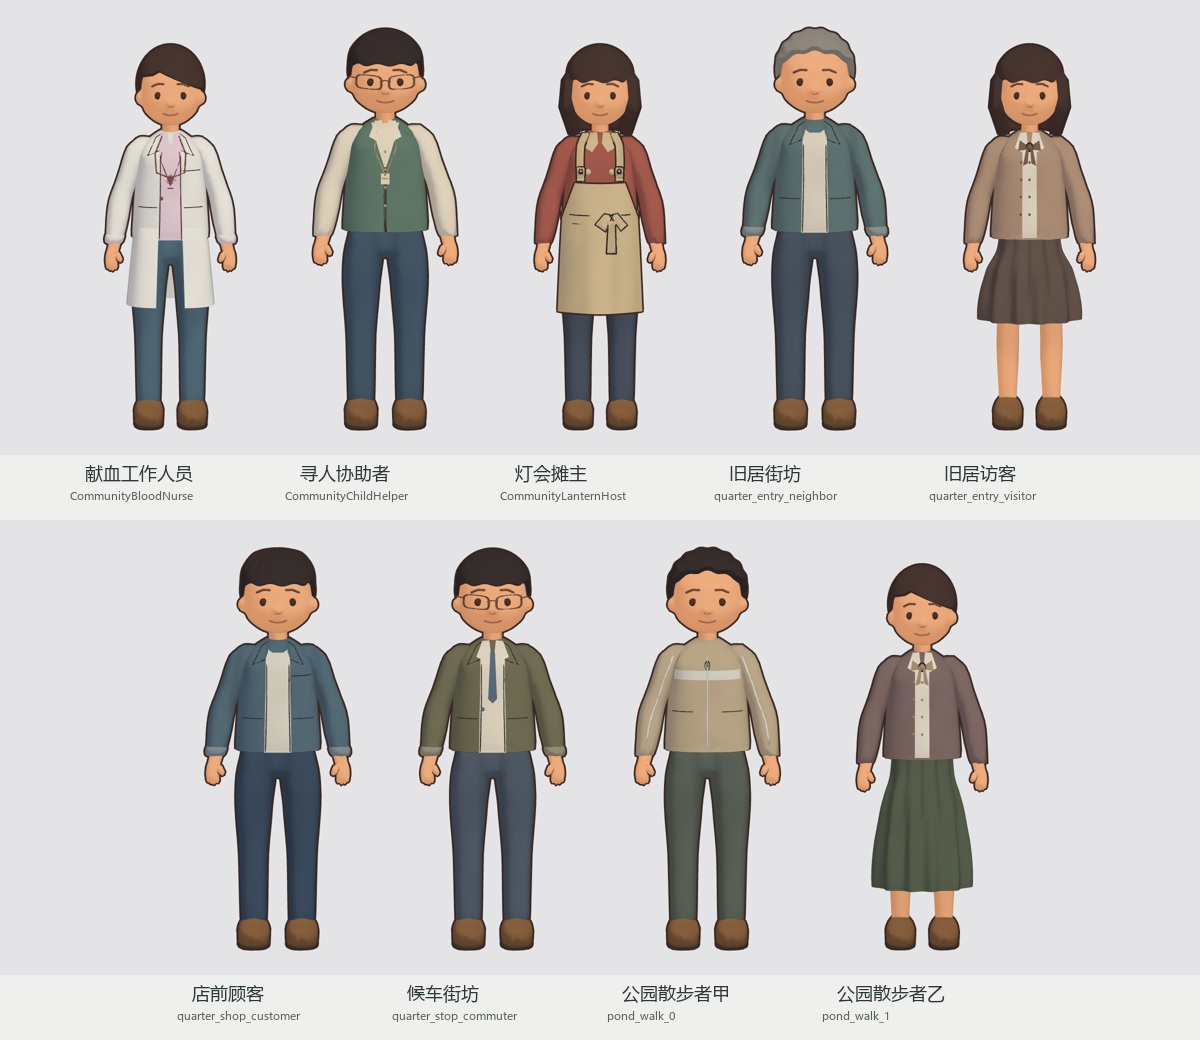 献血工作人员
CommunityBloodNurse
寻人协助者
CommunityChildHelper
灯会摊主
CommunityLanternHost
旧居街坊
quarter_entry_neighbor
旧居访客
quarter_entry_visitor
店前顾客
quarter_shop_customer
候车街坊
quarter_stop_commuter
公园散步者甲
pond_walk_0
公园散步者乙
pond_walk_1